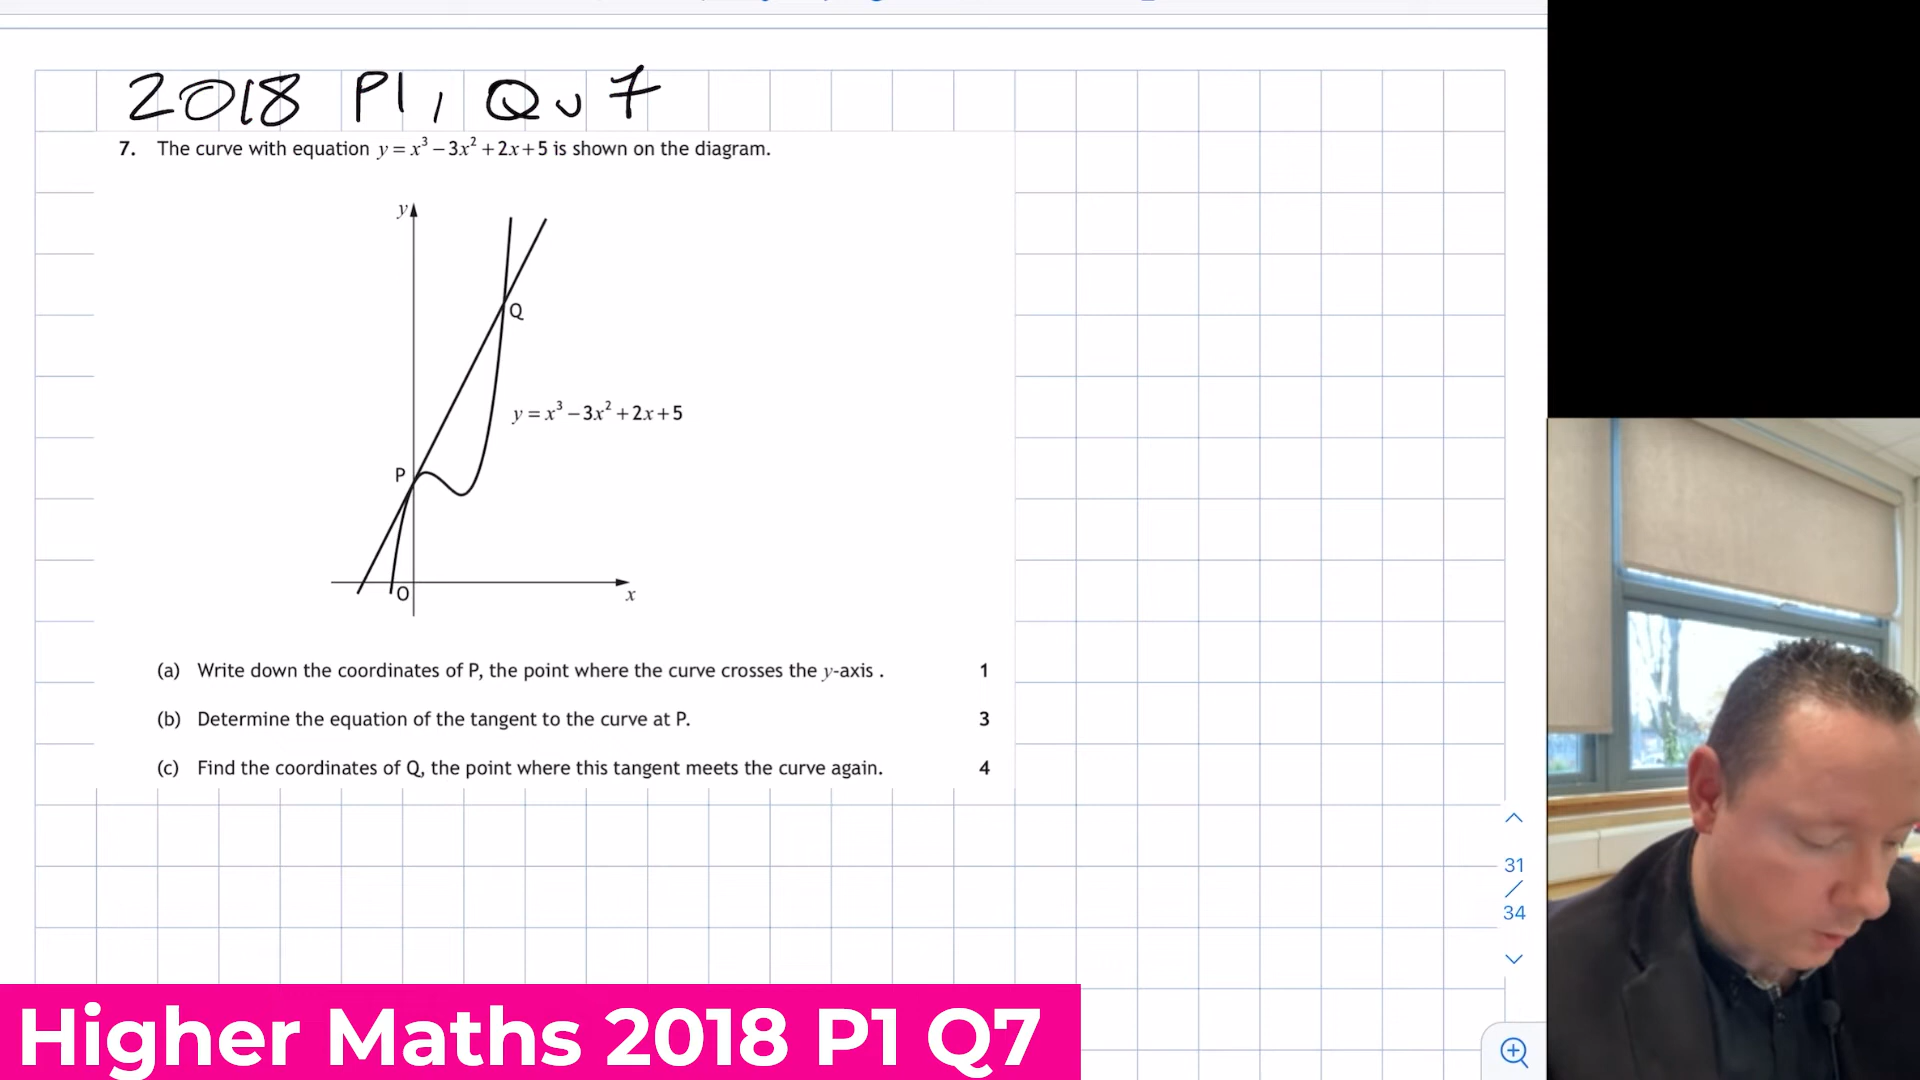 2018 P1, Qu 7
7. The curve with equation y = x³ – 3x² + 2x + 5 is shown on the diagram.
y
Q
y = x³ – 3x² + 2x + 5
P
O
x
(a) Write down the coordinates of P, the point where the curve crosses the y-axis . 1
(b) Determine the equation of the tangent to the curve at P. 3
(c) Find the coordinates of Q, the point where this tangent meets the curve again. 4
31
/
34
Higher Maths 2018 P1 Q7